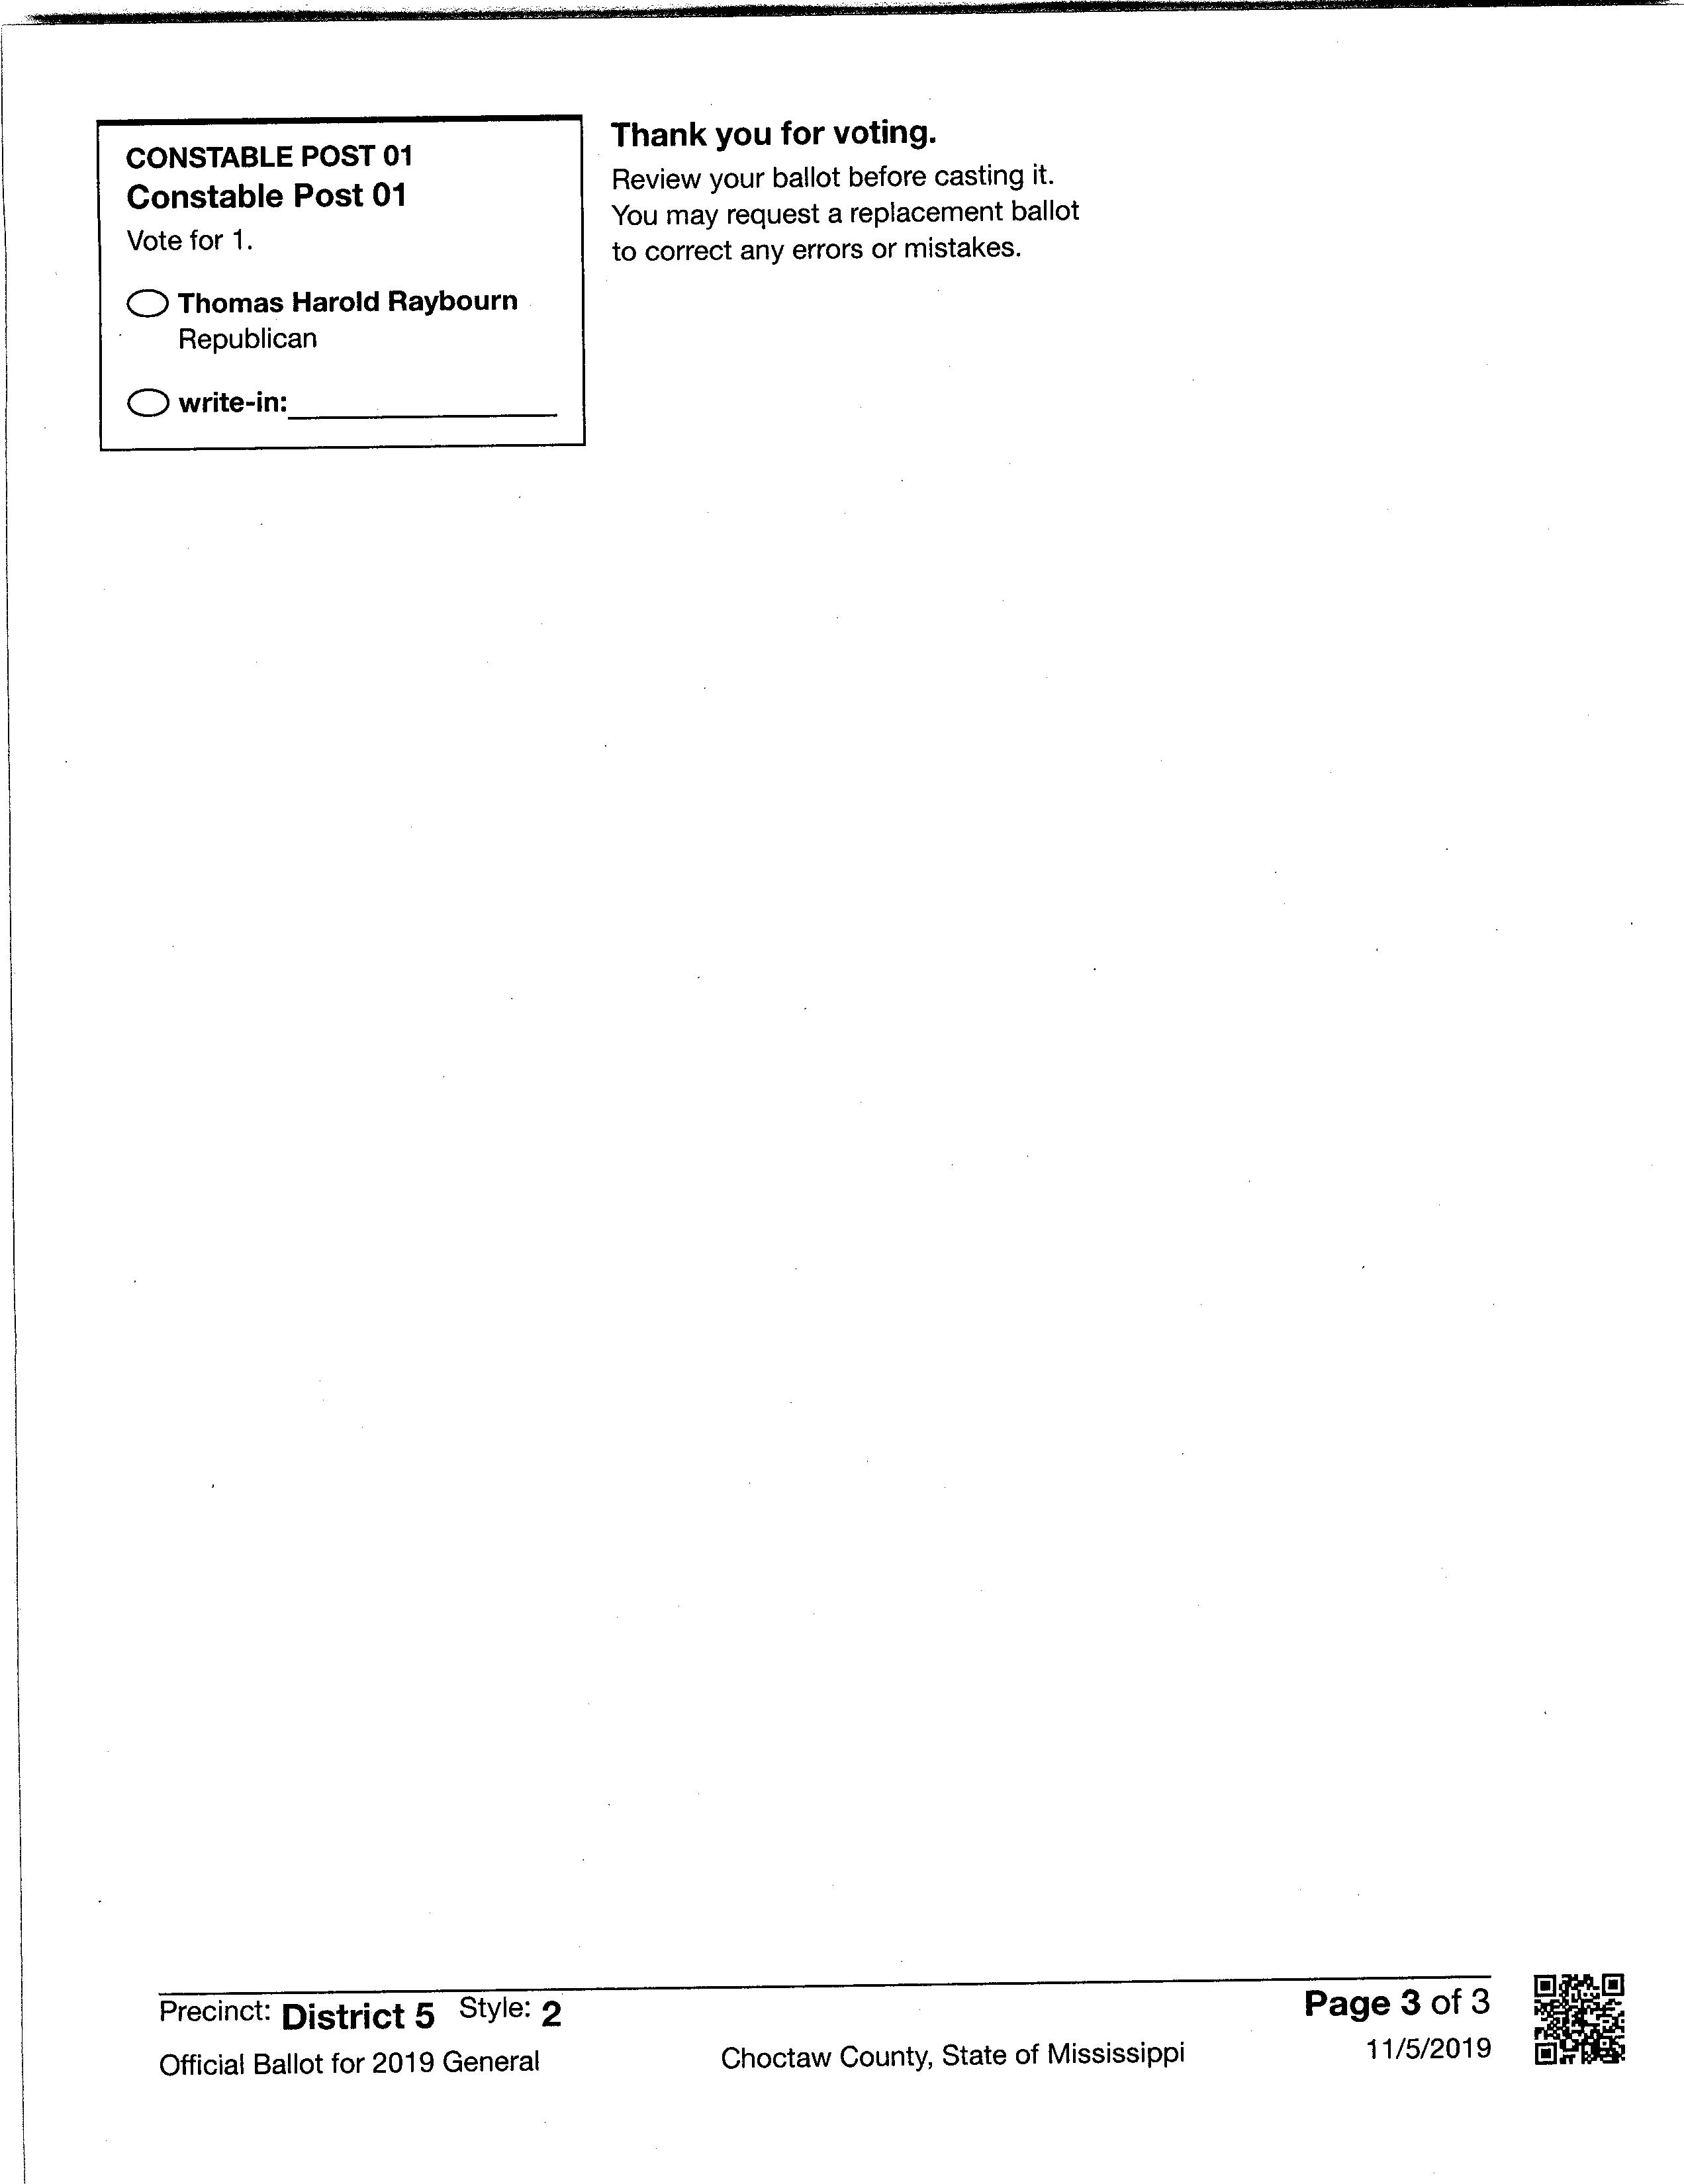 CONSTABLE POST 01
Constable Post 01
Vote for 1.
Thomas Harold Raybourn
Republican
write-in:
Thank you for voting.
Review your ballot before casting it.
You may request a replacement ballot
to correct any errors or mistakes.
Precinct: District 5 Style: 2
Official Ballot for 2019 General
Choctaw County, State of Mississippi
Page 3 of 3
11/5/2019